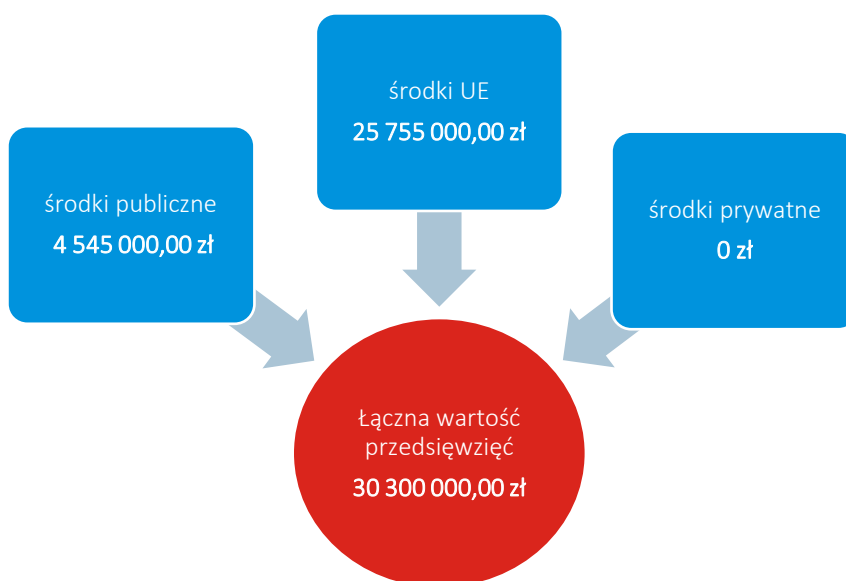 środki UE
25 755 000,00 zł
środki publiczne
4 545 000,00 zł
środki prywatne
0 zł
Łączna wartość
przedsięwzięć
30 300 000,00 zł